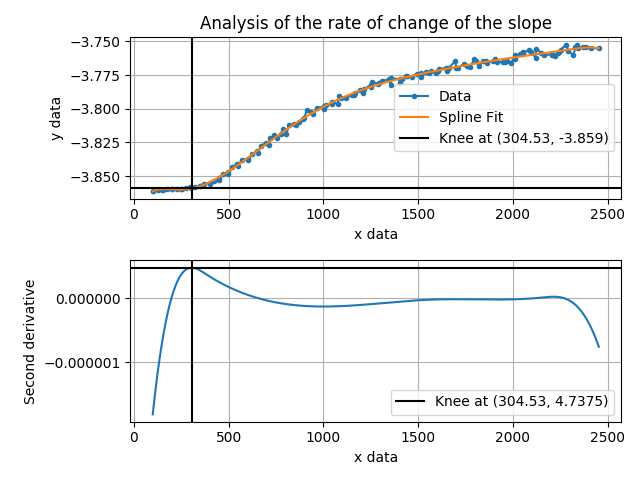 Analysis of the rate of change of the slope
−3.750
−3.775
−3.800
−3.825
−3.850
y data
Data
Spline Fit
Knee at (304.53, -3.859)
0 500 1000 1500 2000 2500
x data
0.000000
−0.000001
Second derivative
Knee at (304.53, 4.7375)
0 500 1000 1500 2000 2500
x data